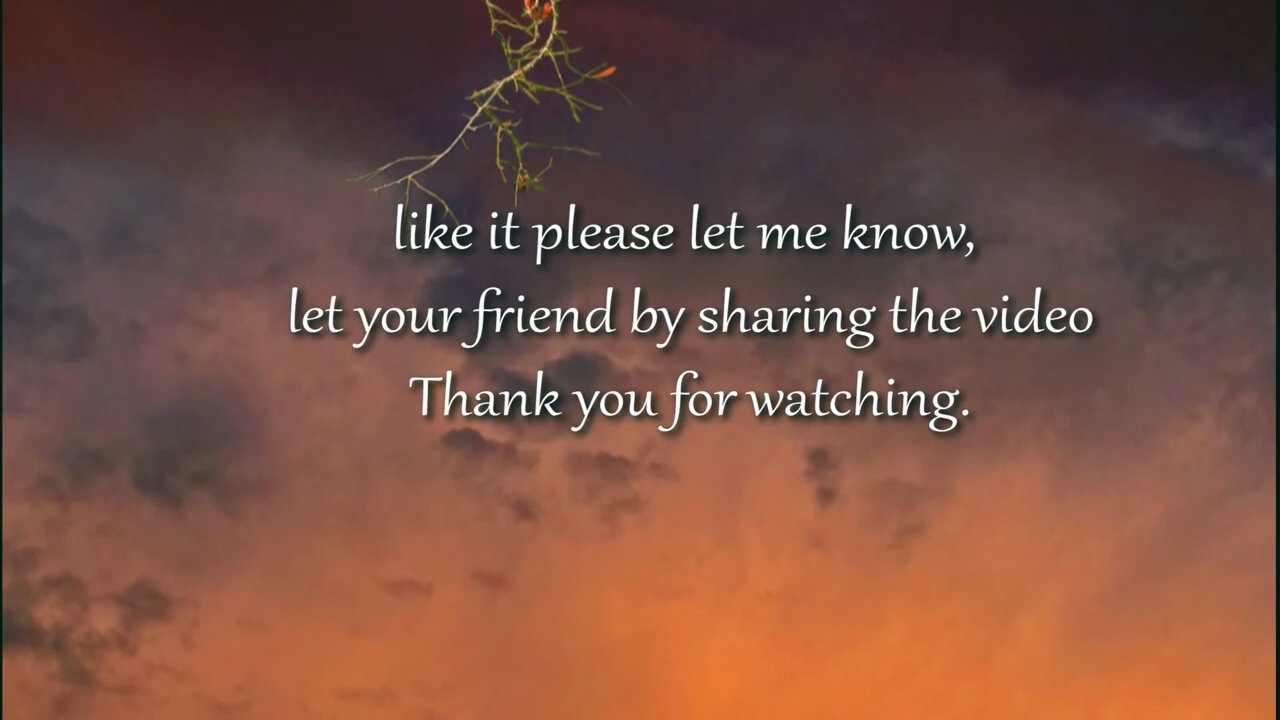 like it please let me know,
let your friend by sharing the video
Thank you for watching.